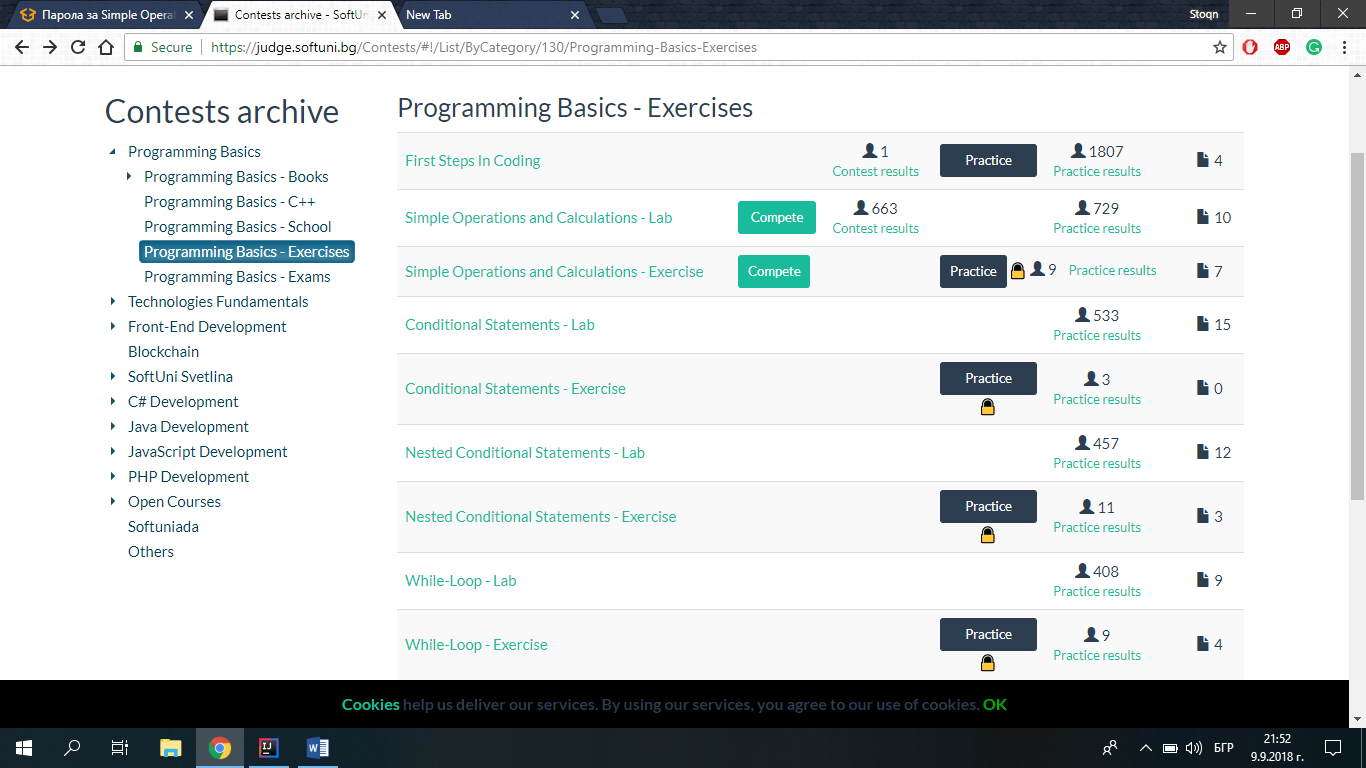 Парола за Simple Opera
Contests archive - SoftUn
New Tab
Stoqn
Secure
https://judge.softuni.bg/Contests/#!/List/ByCategory/130/Programming-Basics-Exercises
ABP
Contests archive
Programming Basics
Programming Basics - Books
Programming Basics - C++
Programming Basics - School
Programming Basics - Exercises
Programming Basics - Exams
Technologies Fundamentals
Front-End Development
Blockchain
SoftUni Svetlina
C# Development
Java Development
JavaScript Development
PHP Development
Open Courses
Softuniada
Others
Programming Basics - Exercises
First Steps In Coding
1
Contest results
Practice
1807
Practice results
4
Simple Operations and Calculations - Lab
Compete
663
Contest results
729
Practice results
10
Simple Operations and Calculations - Exercise
Compete
Practice
9
Practice results
7
Conditional Statements - Lab
533
Practice results
15
Conditional Statements - Exercise
Practice
3
Practice results
0
Nested Conditional Statements - Lab
457
Practice results
12
Nested Conditional Statements - Exercise
Practice
11
Practice results
3
While-Loop - Lab
408
Practice results
9
While-Loop - Exercise
Practice
9
Practice results
4
Cookies help us deliver our services. By using our services, you agree to our use of cookies. OK
БГР
21:52
9.9.2018 г.